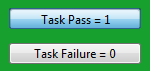 Task Pass = 1
Task Failure = 0